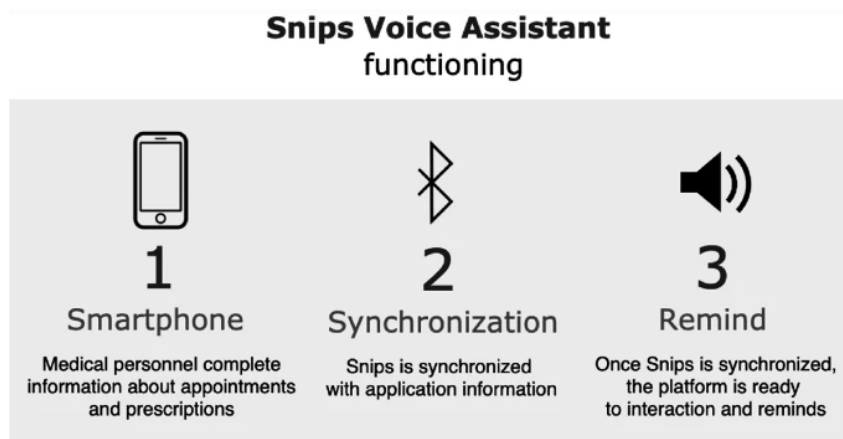 Snips Voice Assistant
functioning
1
Smartphone
Medical personnel complete
information about appointments
and prescriptions
2
Synchronization
Snips is synchronized
with application information
3
Remind
Once Snips is synchronized,
the platform is ready
to interaction and reminds